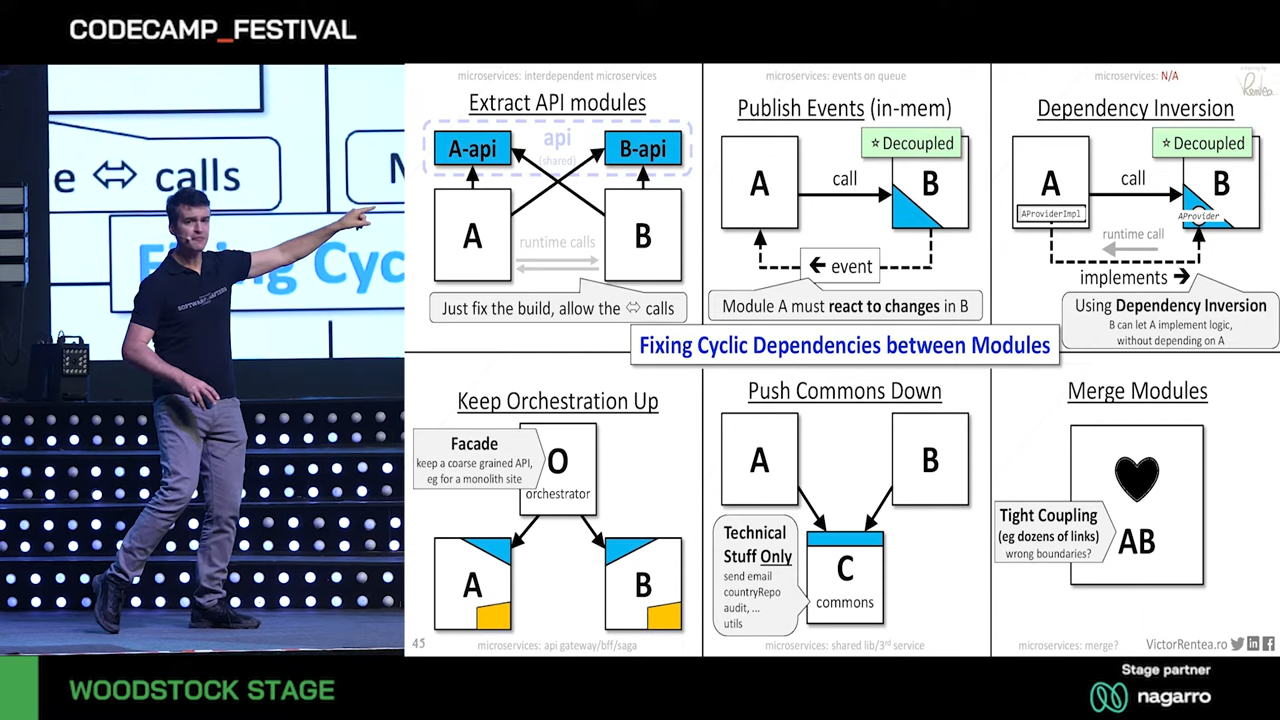 CODECAMP_FESTIVAL
e ⬄ calls
Fixing Cyc
SOFTWARE CRAFTERS
microservices: interdependent microservices
Extract API modules
api
(shared)
A-api
B-api
A
B
runtime calls
Just fix the build, allow the ⬄ calls
microservices: events on queue
Publish Events (in-mem)
☆ Decoupled
A
call
B
🡸 event
Module A must react to changes in B
microservices: N/A
Dependency Inversion
☆ Decoupled
A
AProviderImpl
call
B
AProvider
runtime call
implements 🡺
Using Dependency Inversion
B can let A implement logic,
without depending on A
Fixing Cyclic Dependencies between Modules
Keep Orchestration Up
Facade
keep a coarse grained API,
eg for a monolith site
O
orchestrator
A
B
45
microservices: api gateway/bff/saga
Push Commons Down
A
B
Technical
Stuff Only
send email
countryRepo
audit, ...
utils
C
commons
microservices: shared lib/3rd service
Merge Modules
Tight Coupling
(eg dozens of links)
wrong boundaries?
AB
microservices: merge?
VictorRentea.ro
WOODSTOCK STAGE
Stage partner
nagarro